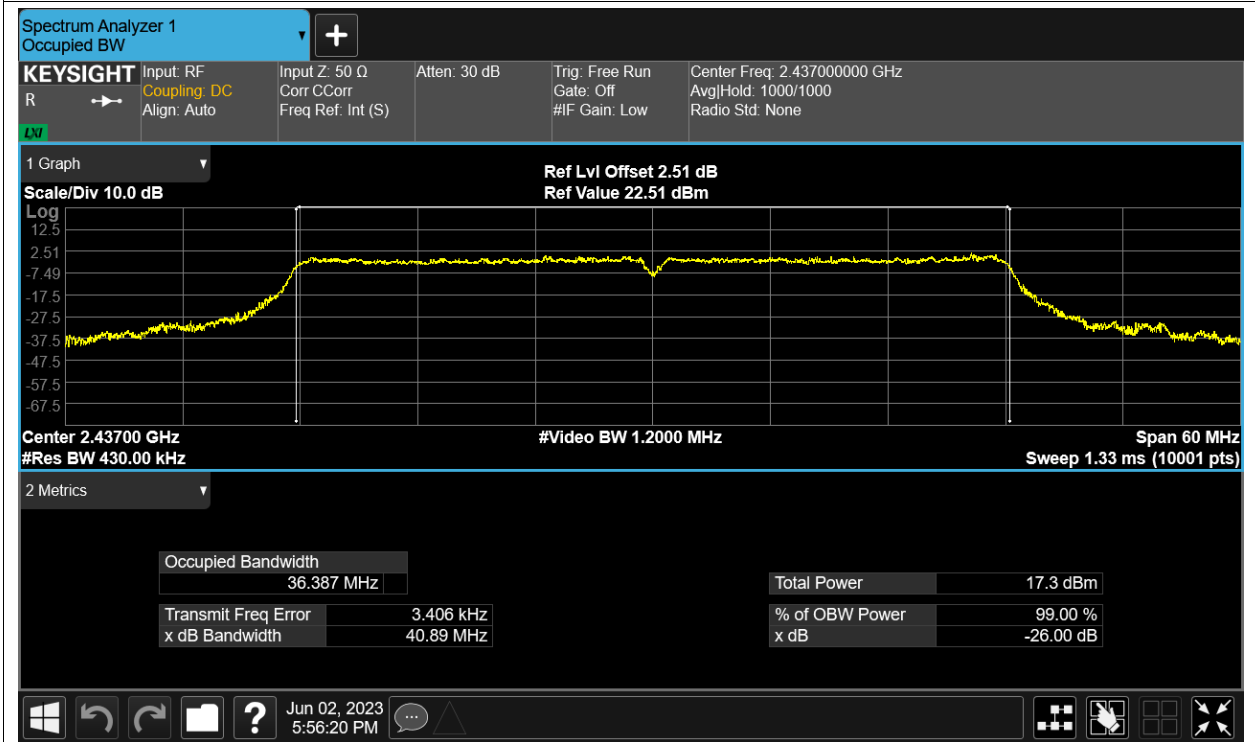 Spectrum Analyzer 1
Occupied BW
KEYSIGHT
R
LXI
Input: RF
Coupling: DC
Align: Auto
Input Z: 50 Ω
Corr CCorr
Freq Ref: Int (S)
Atten: 30 dB
Trig: Free Run
Gate: Off
#IF Gain: Low
Center Freq: 2.437000000 GHz
Avg|Hold: 1000/1000
Radio Std: None
1 Graph
Scale/Div 10.0 dB
Ref Lvl Offset 2.51 dB
Ref Value 22.51 dBm
Log
12.5
2.51
-7.49
-17.5
-27.5
-37.5
-47.5
-57.5
-67.5
Center 2.43700 GHz
#Video BW 1.2000 MHz
Span 60 MHz
#Res BW 430.00 kHz
Sweep 1.33 ms (10001 pts)
2 Metrics
Occupied Bandwidth
36.387 MHz
Total Power 17.3 dBm
Transmit Freq Error 3.406 kHz
% of OBW Power 99.00 %
x dB Bandwidth 40.89 MHz
x dB -26.00 dB
?
Jun 02, 2023
5:56:20 PM